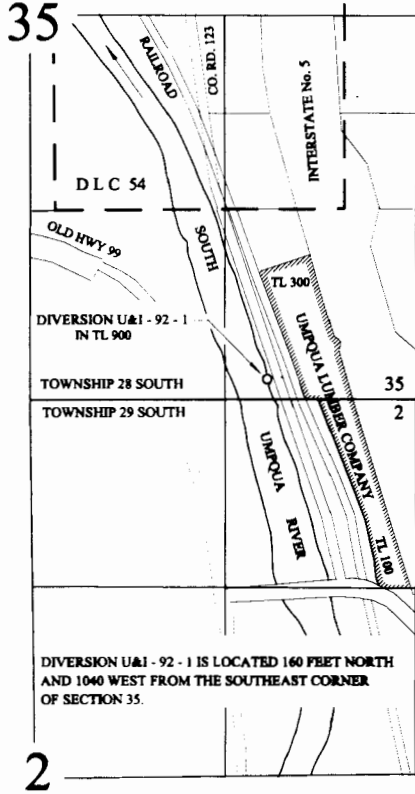 35
RAILROAD
CO. RD. 123
INTERSTATE No. 5
DLC 54
OLD HWY 99
SOUTH
TL 300
DIVERSION U&I - 92 - 1
IN TL 900
UMPQUA LUMBER COMPANY
TOWNSHIP 28 SOUTH
35
TOWNSHIP 29 SOUTH
2
UMPQUA
RIVER
TL 100
DIVERSION U&I - 92 - 1 IS LOCATED 160 FEET NORTH
AND 1040 WEST FROM THE SOUTHEAST CORNER
OF SECTION 35.
2